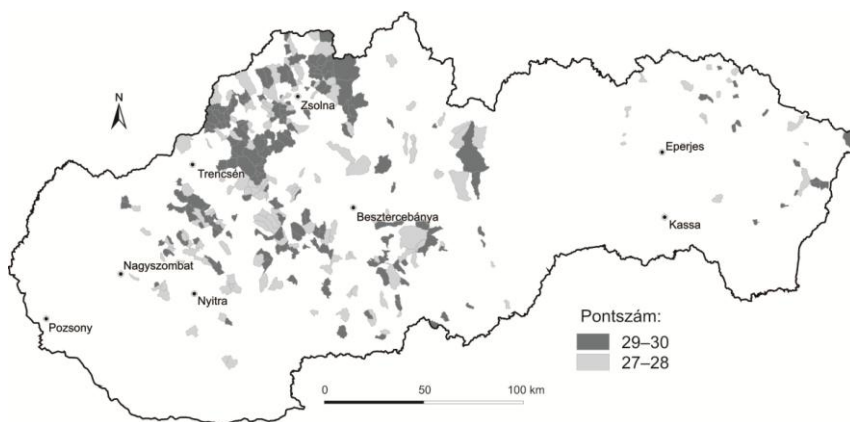 N
Zsolna
Trencsén
Eperjes
Besztercebánya
Kassa
Nagyszombat
Nyitra
Pozsony
Pontszám:
29–30
27–28
0 50 100 km